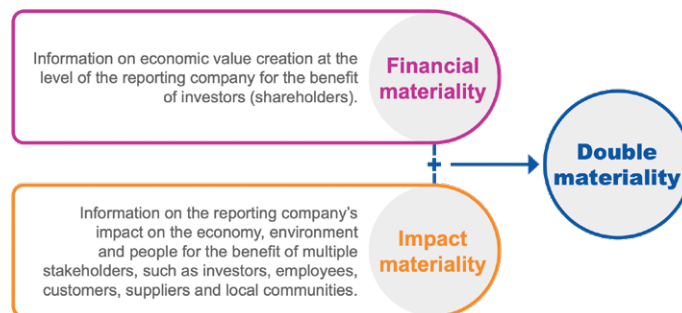 Information on economic value creation at the
level of the reporting company for the benefit
of investors (shareholders).
Financial
materiality
+
Double
materiality
Information on the reporting company's
impact on the economy, environment
and people for the benefit of multiple
stakeholders, such as investors, employees,
customers, suppliers and local communities.
Impact
materiality